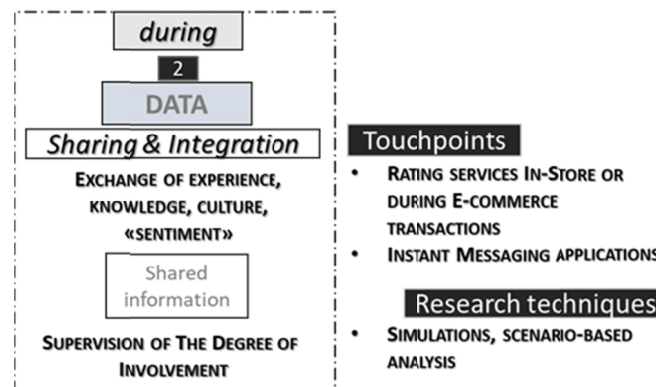 during
2
DATA
Sharing & Integration
EXCHANGE OF EXPERIENCE,
KNOWLEDGE, CULTURE,
«SENTIMENT»
Shared
information
SUPERVISION OF THE DEGREE OF
INVOLVEMENT
Touchpoints
• RATING SERVICES IN-STORE OR
DURING E-COMMERCE
TRANSACTIONS
• INSTANT MESSAGING APPLICATIONS
Research techniques
• SIMULATIONS, SCENARIO-BASED
ANALYSIS